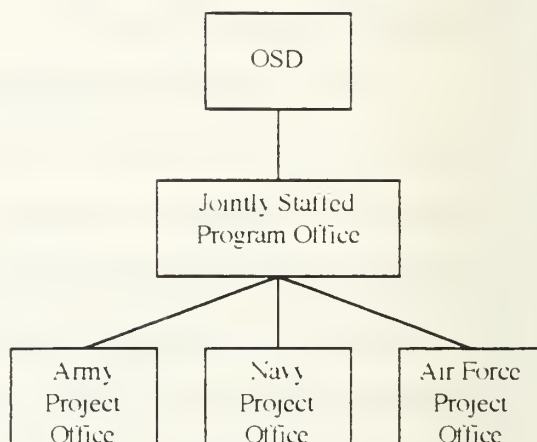 OSD
Jointly Staffed
Program Office
Army
Project
Office
Navy
Project
Office
Air Force
Project
Office